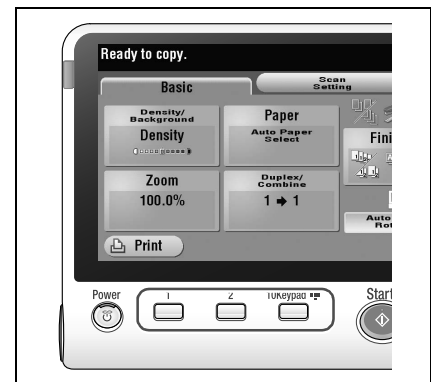 Ready to copy.
Basic
Scan
Setting
Density/
Background
Density
Paper
Auto Paper
Select
Zoom
100.0%
Duplex/
Combine
1 → 1
Print
Power
1
2
10Keypad
Start